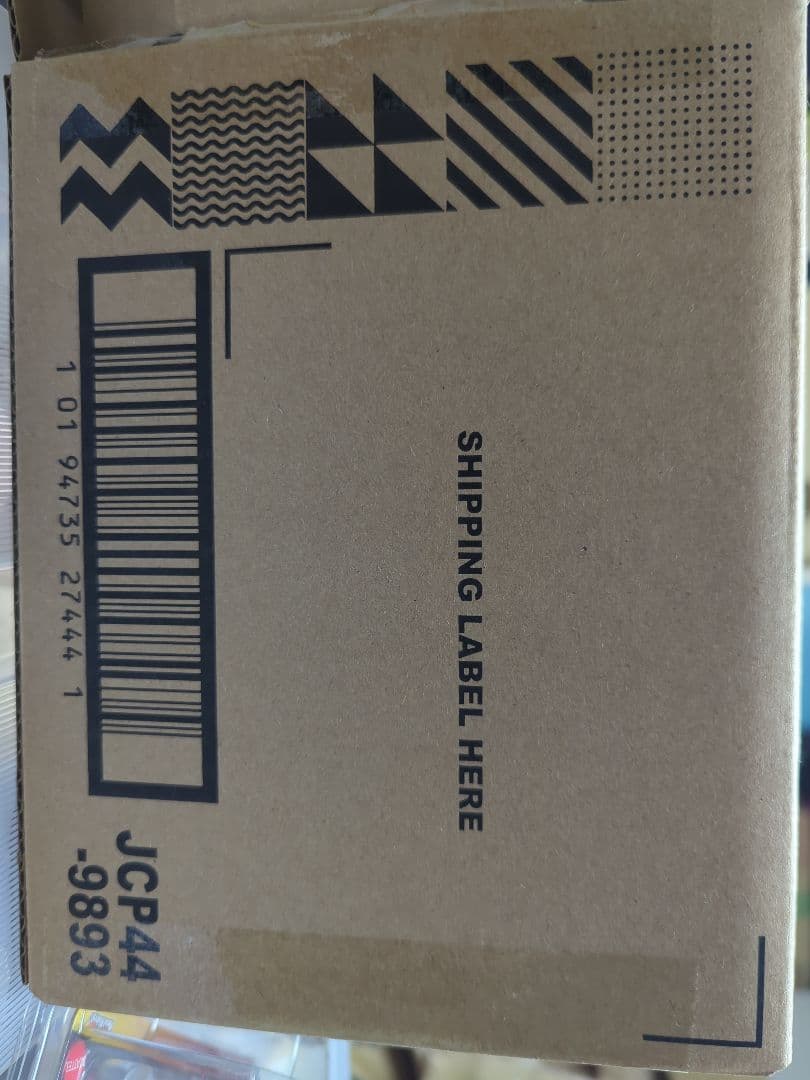 SHIPPING LABEL HERE
1 01 94735 27444 1
JCP44
-9893